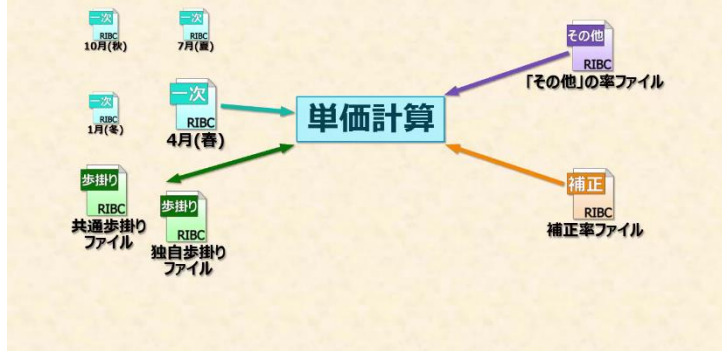 一次
RIBC
10月(秋)
一次
RIBC
7月(夏)
その他
RIBC
「その他」の率ファイル
一次
RIBC
1月(冬)
一次
RIBC
4月(春)
単価計算
歩掛り
RIBC
共通歩掛り
ファイル
歩掛り
RIBC
独自歩掛り
ファイル
補正
RIBC
補正率ファイル